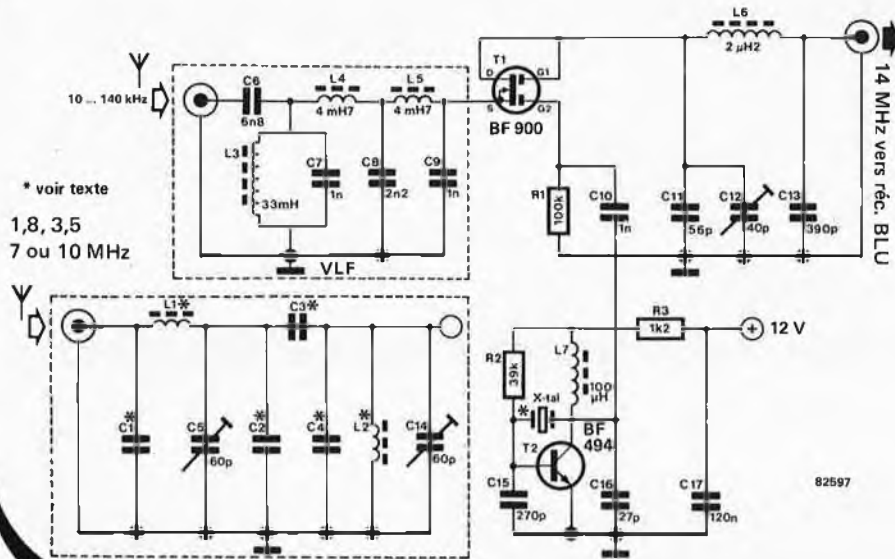 L6
2 µH2
T1
D
G1
S
G2
BF 900
14 MHz vers réc. BLU
10 ... 140 kHz
C6
6n8
L4
4 mH7
L5
4 mH7
L3
33mH
C7
1n
C8
2n2
C9
1n
VLF
R1
100k
C10
1n
C11
56p
C12
40p
C13
390p
* voir texte
1,8, 3,5
7 ou 10 MHz
L1*
C3*
C1*
C5
60p
C2*
C4*
L2*
C14
60p
R3
1k2
+ 12 V
R2
39k
L7
100
µH
X-tal
*
BF
494
T2
C15
270p
C16
27p
C17
120n
82597